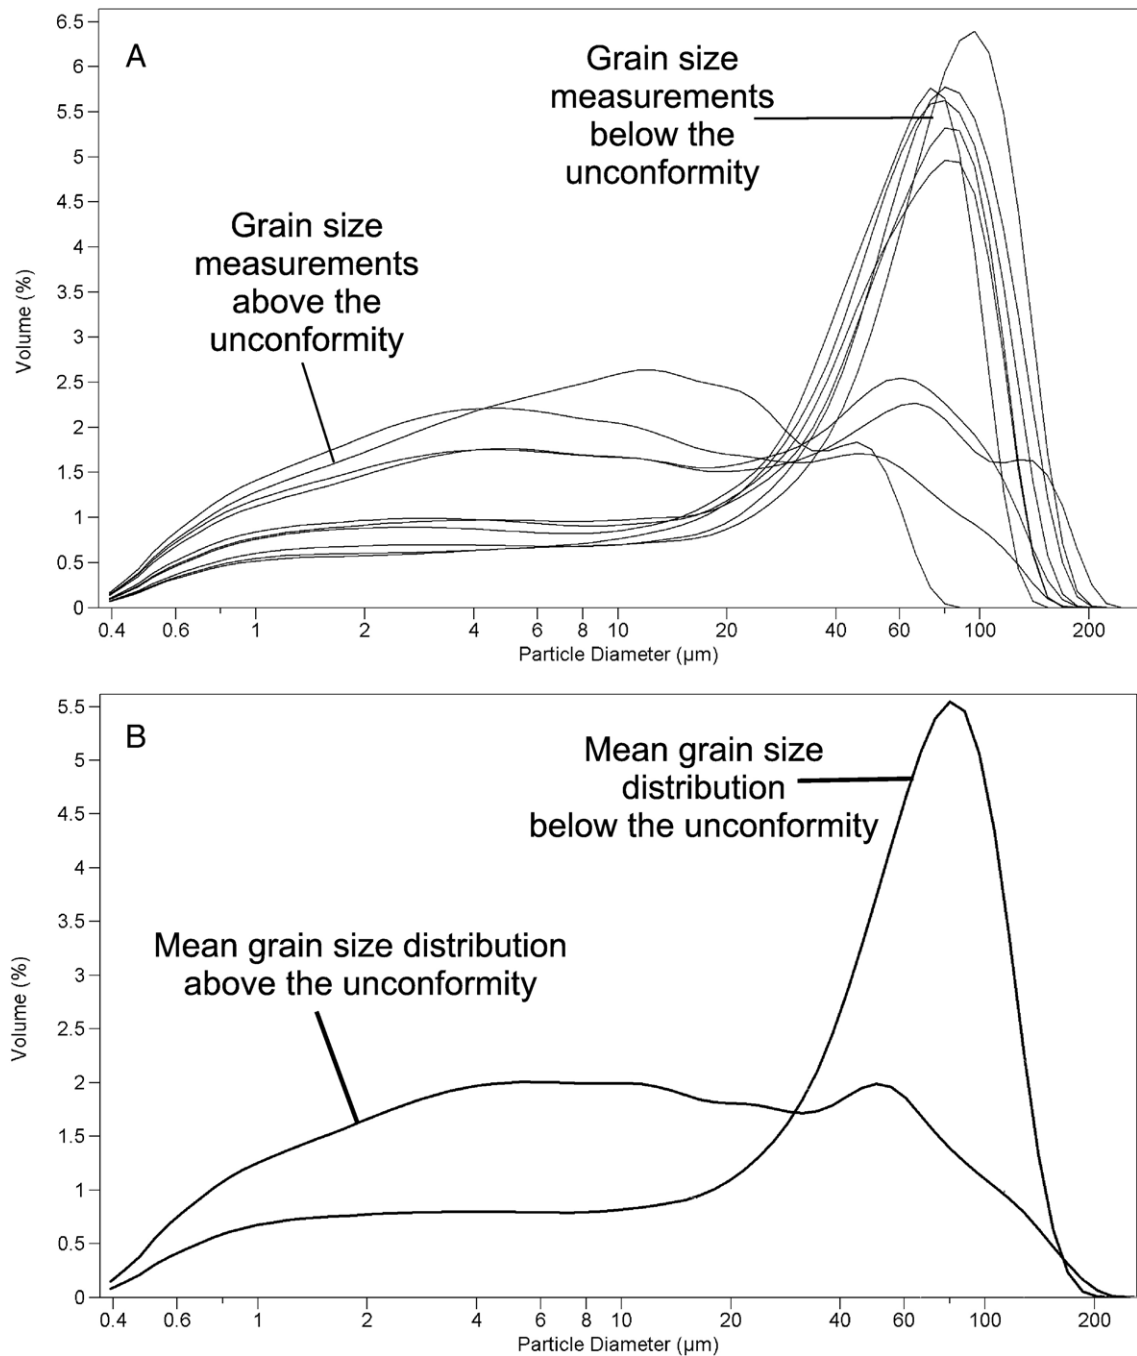 A
Grain size
measurements
below the
unconformity
Grain size
measurements
above the
unconformity
Volume (%)
6.5
6
5.5
5
4.5
4
3.5
3
2.5
2
1.5
1
0.5
0
0.4 0.6 1 2 4 6 8 10 20 40 60 100 200
Particle Diameter (µm)
B
Mean grain size
distribution
below the unconformity
Mean grain size distribution
above the unconformity
Volume (%)
5.5
5
4.5
4
3.5
3
2.5
2
1.5
1
0.5
0
0.4 0.6 1 2 4 6 8 10 20 40 60 100 200
Particle Diameter (µm)